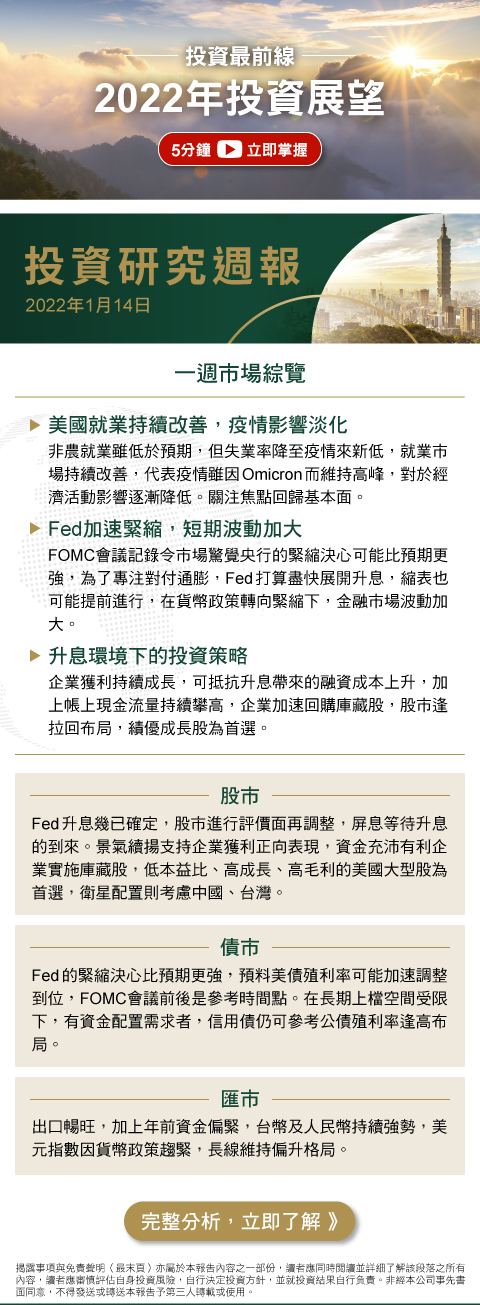 投資最前線
2022年投資展望
5分鐘 立即掌握
投資研究週報
2022年1月14日
一週市場綜覽
美國就業持續改善，疫情影響淡化
非農就業雖低於預期，但失業率降至疫情來新低，就業市
場持續改善，代表疫情雖因Omicron而維持高峰，對於經
濟活動影響逐漸降低。關注焦點回歸基本面。
Fed加速緊縮，短期波動加大
FOMC會議記錄令市場驚覺央行的緊縮決心可能比預期更
強，為了專注對付通膨，Fed打算盡快展開升息，縮表也
可能提前進行，在貨幣政策轉向緊縮下，金融市場波動加
大。
升息環境下的投資策略
企業獲利持續成長，可抵抗升息帶來的融資成本上升，加
上帳上現金流量持續攀高，企業加速回購庫藏股，股市逢
拉回布局，績優成長股為首選。
股市
Fed升息幾已確定，股市進行評價面再調整，屏息等待升息
的到來。景氣續揚支持企業獲利正向表現，資金充沛有利企
業實施庫藏股，低本益比、高成長、高毛利的美國大型股為
首選，衛星配置則考慮中國、台灣。
債市
Fed的緊縮決心比預期更強，預料美債殖利率可能加速調整
到位，FOMC會議前後是參考時間點。在長期上檔空間受限
下，有資金配置需求者，信用債仍可參考公債殖利率逢高布
局。
匯市
出口暢旺，加上年前資金偏緊，台幣及人民幣持續強勢，美
元指數因貨幣政策趨緊，長線維持偏升格局。
完整分析，立即了解 》
揭露事項與免責聲明（最末頁）亦屬於本報告內容之一部份，讀者應同時閱讀並詳細了解該段落之所有
內容，讀者應審慎評估自身投資風險，自行決定投資方針，並就投資結果自行負責。非經本公司事先書
面同意，不得發送或轉送本報告予第三人轉載或使用。